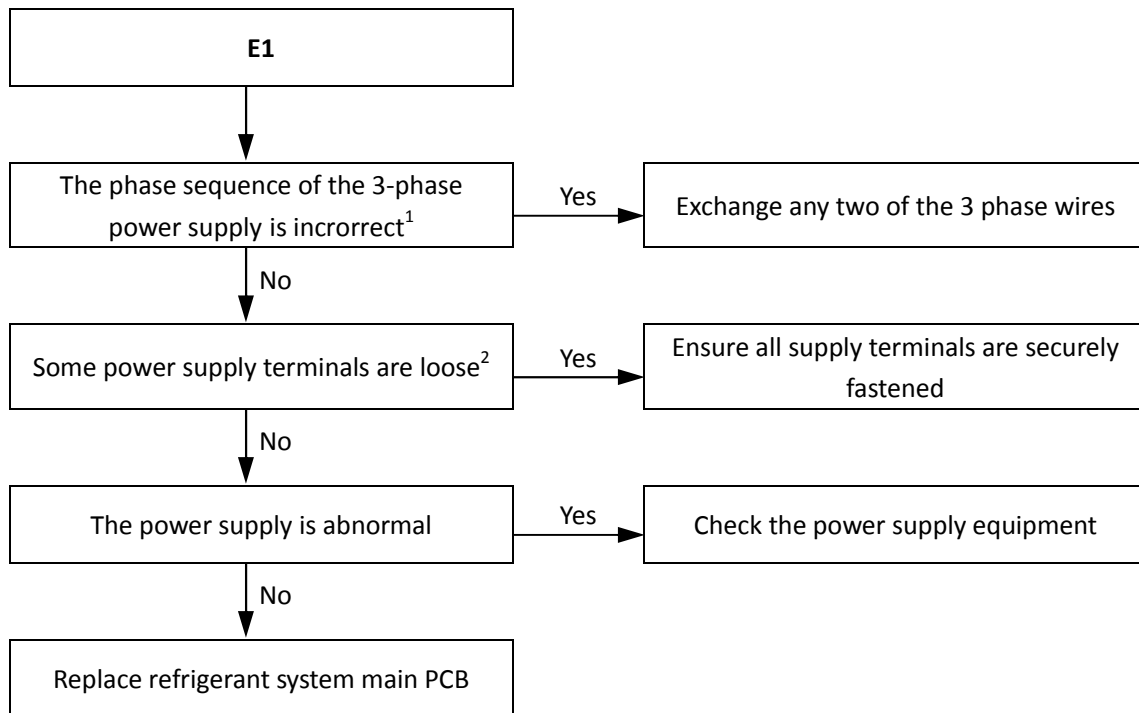 E1
The phase sequence of the 3-phase
power supply is incrorrect1
Yes
Exchange any two of the 3 phase wires
No
Some power supply terminals are loose2
Yes
Ensure all supply terminals are securely
fastened
No
The power supply is abnormal
Yes
Check the power supply equipment
No
Replace refrigerant system main PCB